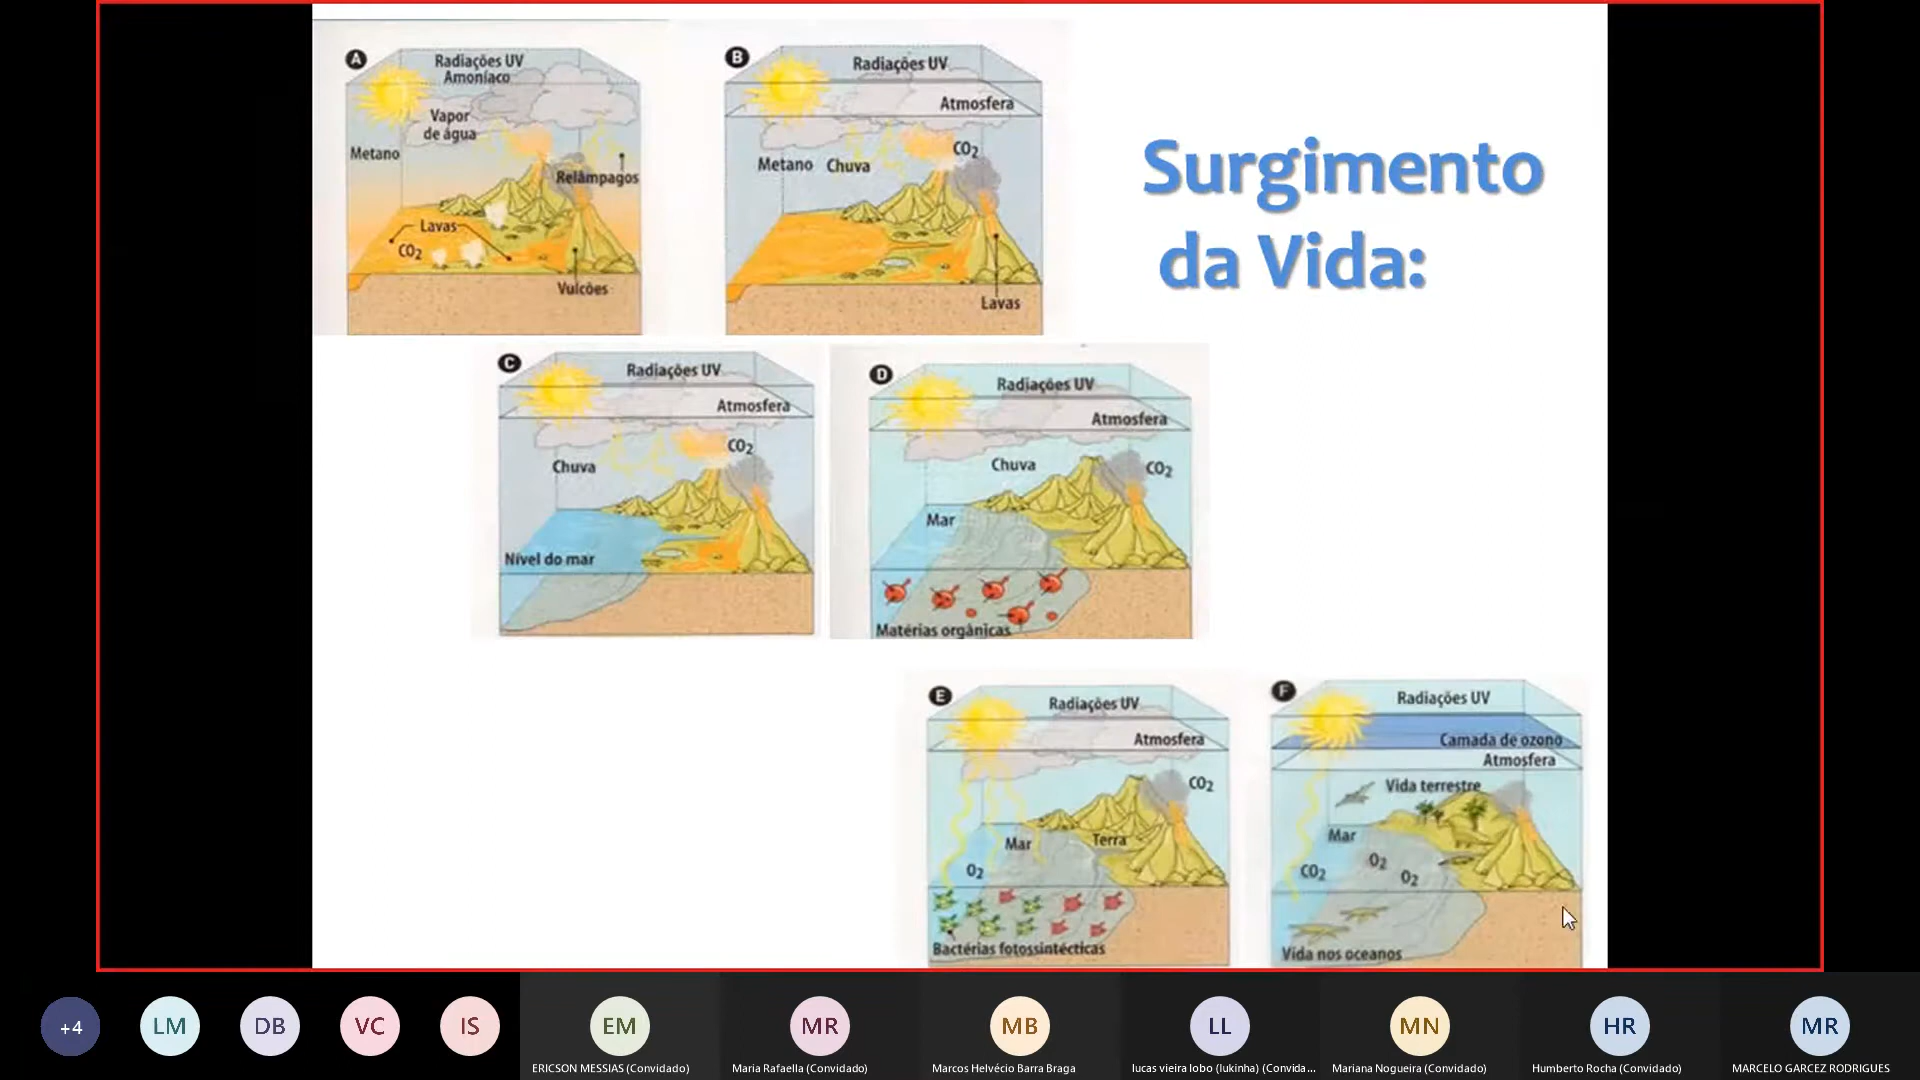 A
Radiações UV
Amoníaco
Vapor
de água
Metano
Relâmpagos
Lavas
CO2
Vulcões
B
Radiações UV
Atmosfera
CO2
Metano Chuva
Lavas
Surgimento
da Vida:
C
Radiações UV
Atmosfera
CO2
Chuva
Nível do mar
D
Radiações UV
Atmosfera
Chuva
CO2
Mar
Matérias orgânicas
E
Radiações UV
Atmosfera
CO2
Mar
Terra
O2
Bactérias fotossintécticas
F
Radiações UV
Camada de ozono
Atmosfera
Vida terrestre
Mar
O2
CO2
O2
Vida nos oceanos
+4
LM
DB
VC
IS
EM
MR
MB
LL
MN
HR
MR
ERICSON MESSIAS (Convidado)
Maria Rafaella (Convidado)
Marcos Helvécio Barra Braga
lucas vieira lobo (lukinha) (Convida...
Mariana Nogueira (Convidado)
Humberto Rocha (Convidado)
MARCELO GARCEZ RODRIGUES